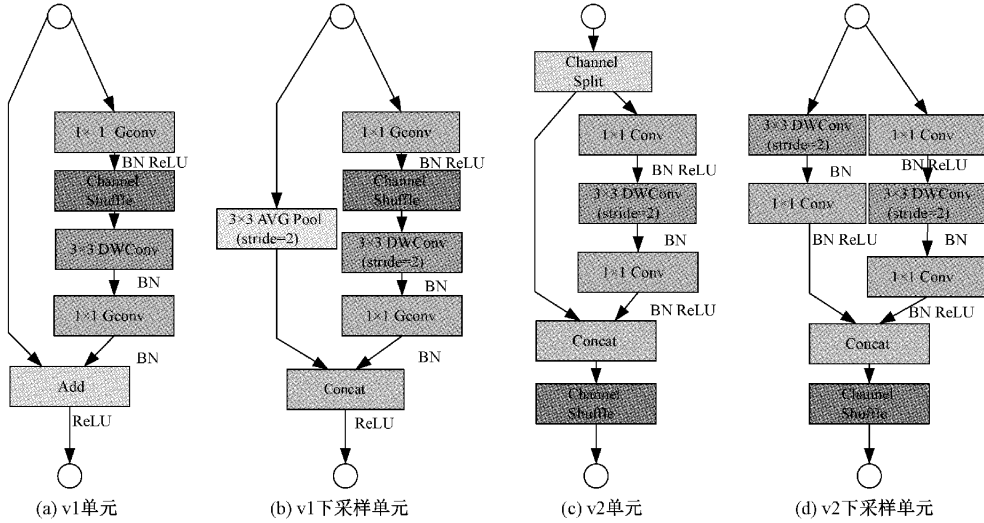 1× 1 Gconv
BN ReLU
Channel
Shuffle
3×3 DWConv
BN
1×1 Gconv
BN
Add
ReLU
(a) v1单元
1×1 Gconv
BN ReLU
Channel
Shuffle
3×3 AVG Pool
(stride=2)
3×3 DWConv
(stride=2)
BN
1×1 Gconv
BN
Concat
ReLU
(b) v1下采样单元
Channel
Split
1×1 Conv
BN ReLU
3×3 DWConv
(stride=2)
BN
1×1 Conv
BN ReLU
Concat
Channel
Shuffle
(c) v2单元
3×3 DWConv
(stride=2)
BN
1×1 Conv
BN ReLU
1×1 Conv
BN ReLU
3×3 DWConv
(stride=2)
BN
1×1 Conv
BN ReLU
Concat
Channel
Shuffle
(d) v2下采样单元